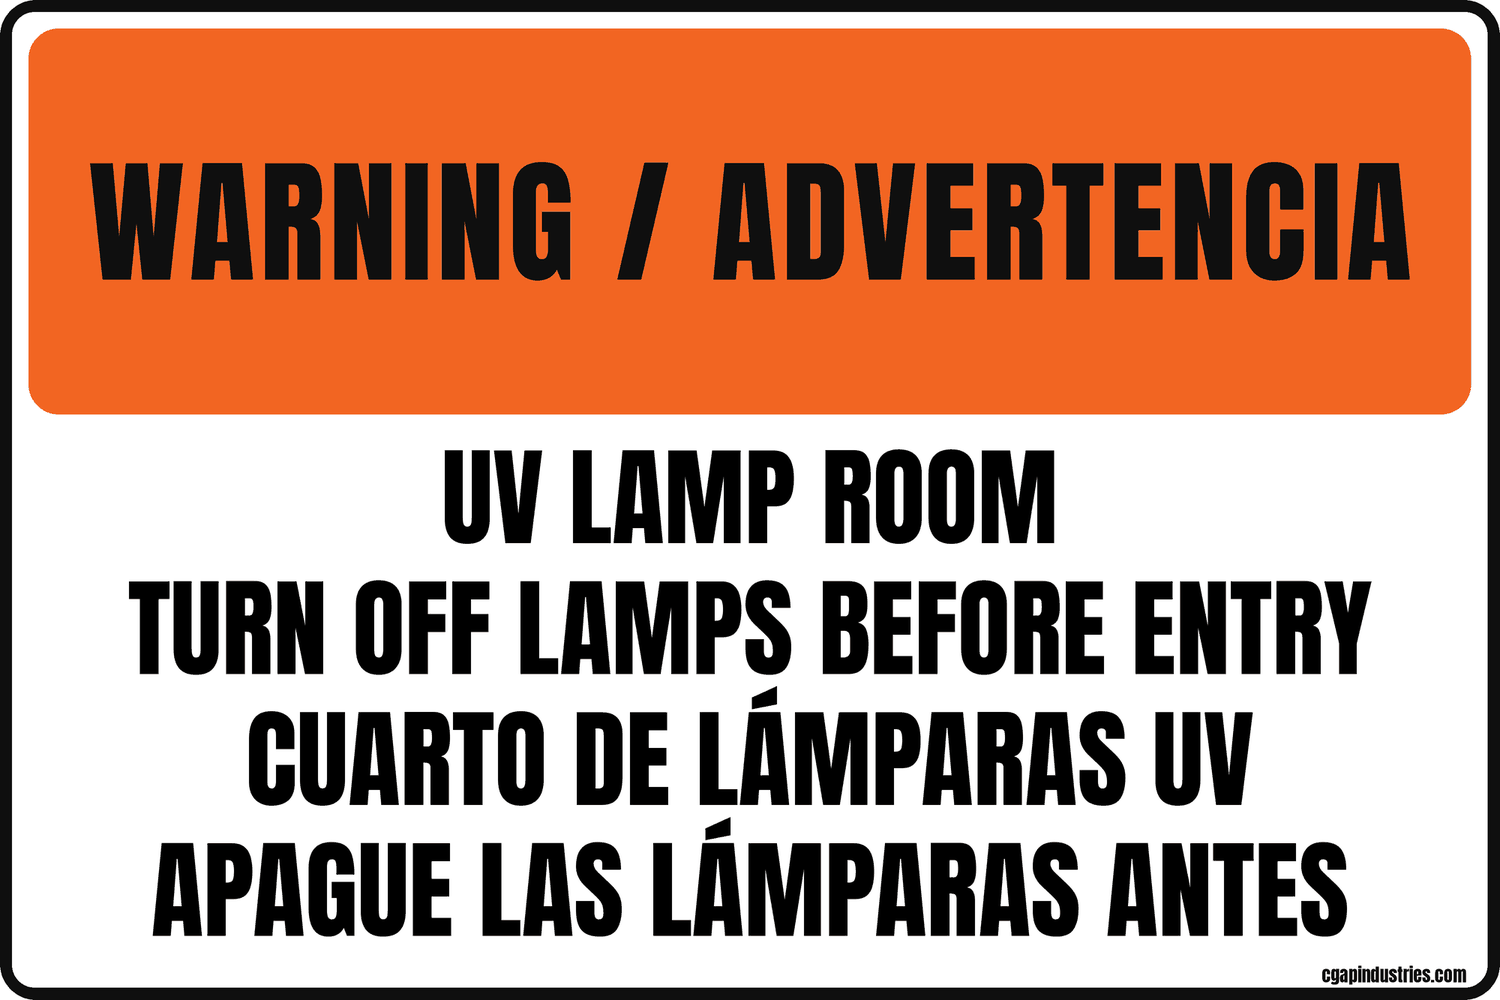 WARNING / ADVERTENCIA
UV LAMP ROOM
TURN OFF LAMPS BEFORE ENTRY
CUARTO DE LÁMPARAS UV
APAGUE LAS LÁMPARAS ANTES
cgapindustries.com